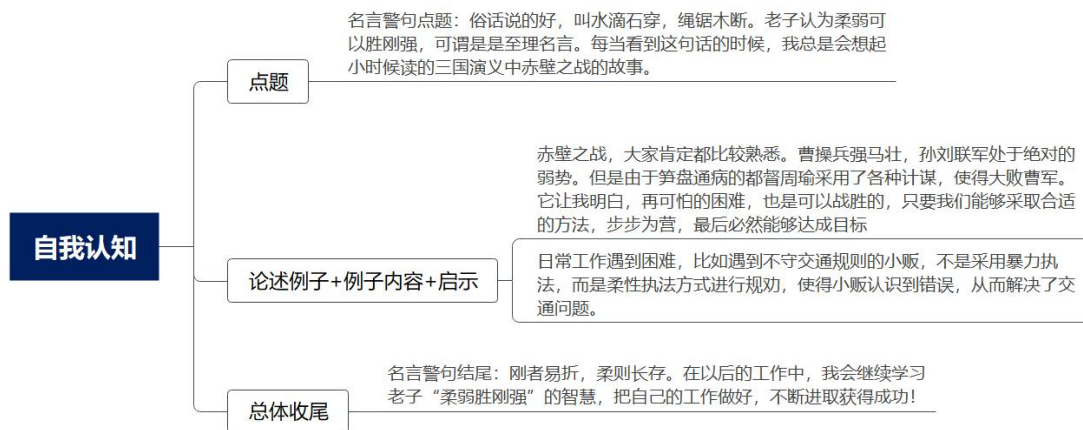 自我认知
点题
名言警句点题：俗话说的好，叫水滴石穿，绳锯木断。老子认为柔弱可
以胜刚强，可谓是是至理名言。每当看到这句话的时候，我总是会想起
小时候读的三国演义中赤壁之战的故事。
论述例子+例子内容+启示
赤壁之战，大家肯定都比较熟悉。曹操兵强马壮，孙刘联军处于绝对的
弱势。但是由于笋盘通病的都督周瑜采用了各种计谋，使得大败曹军。
它让我明白，再可怕的困难，也是可以战胜的，只要我们能够采取合适
的方法，步步为营，最后必然能够达成目标
日常工作遇到困难，比如遇到不守交通规则的小贩，不是采用暴力执
法，而是柔性执法方式进行规劝，使得小贩认识到错误，从而解决了交
通问题。
总体收尾
名言警句结尾：刚者易折，柔则长存。在以后的工作中，我会继续学习
老子“柔弱胜刚强”的智慧，把自己的工作做好，不断进取获得成功！